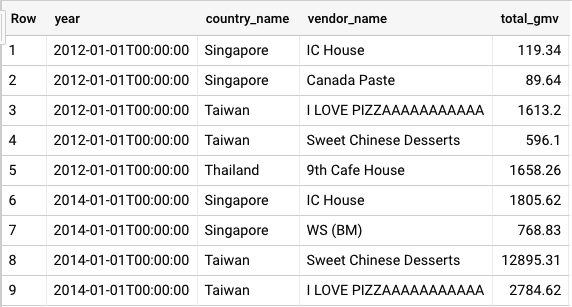 Row year country_name vendor_name total_gmv
1 2012-01-01T00:00:00 Singapore IC House 119.34
2 2012-01-01T00:00:00 Singapore Canada Paste 89.64
3 2012-01-01T00:00:00 Taiwan I LOVE PIZZAAAAAAAAAAA 1613.2
4 2012-01-01T00:00:00 Taiwan Sweet Chinese Desserts 596.1
5 2012-01-01T00:00:00 Thailand 9th Cafe House 1658.26
6 2014-01-01T00:00:00 Singapore IC House 1805.62
7 2014-01-01T00:00:00 Singapore WS (BM) 768.83
8 2014-01-01T00:00:00 Taiwan Sweet Chinese Desserts 12895.31
9 2014-01-01T00:00:00 Taiwan I LOVE PIZZAAAAAAAAAAA 2784.62